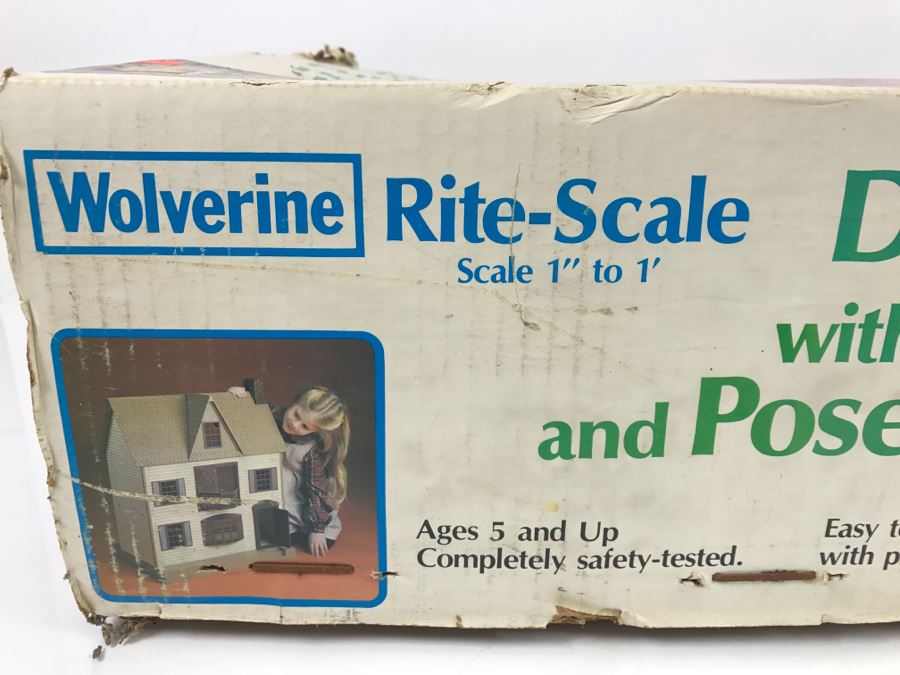 Wolverine Rite-Scale
Scale 1" to 1'
D
with
and Pose
Ages 5 and Up
Completely safety-tested.
Easy t
with p